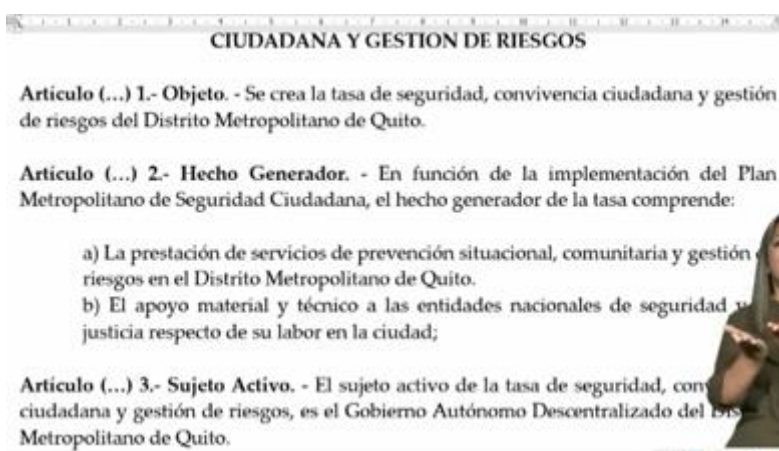 CIUDADANA Y GESTION DE RIESGOS
Artículo (...) 1.- Objeto. - Se crea la tasa de seguridad, convivencia ciudadana y gestión
de riesgos del Distrito Metropolitano de Quito.
Artículo (...) 2.- Hecho Generador. - En función de la implementación del Plan
Metropolitano de Seguridad Ciudadana, el hecho generador de la tasa comprende:
a) La prestación de servicios de prevención situacional, comunitaria y gestión
riesgos en el Distrito Metropolitano de Quito.
b) El apoyo material y técnico a las entidades nacionales de seguridad y
justicia respecto de su labor en la ciudad;
Artículo (...) 3.- Sujeto Activo. - El sujeto activo de la tasa de seguridad,
ciudadana y gestión de riesgos, es el Gobierno Autónomo Descentralizado del
Metropolitano de Quito.